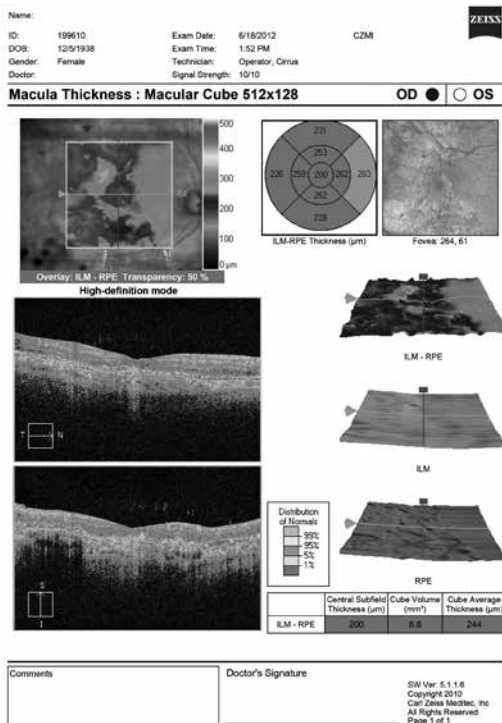 Name:
ZEISS
ID: 199610 Exam Date: 6/18/2012 CZMI
DOB: 12/5/1938 Exam Time: 1:52 PM
Gender: Female Technician: Operator, Cirrus
Doctor: Signal Strength: 10/10
Macula Thickness : Macular Cube 512x128 OD OS
500
400
300
200
100
0 µm
Overlay: ILM - RPE Transparency: 50 %
231
253
226 259 200 262 283
252
228
ILM-RPE Thickness (µm)
Fovea: 264, 61
High-definition mode
T N
S
I
ILM - RPE
ILM
RPE
Distribution
of Normals
99%
95%
5%
1%
Central Subfield Thickness (µm) Cube Volume (mm³) Cube Average Thickness (µm)
ILM - RPE 200 8.8 244
Comments
Doctor's Signature
SW Ver: 5.1.1.6
Copyright 2010
Carl Zeiss Meditec, Inc
All Rights Reserved
Page 1 of 1